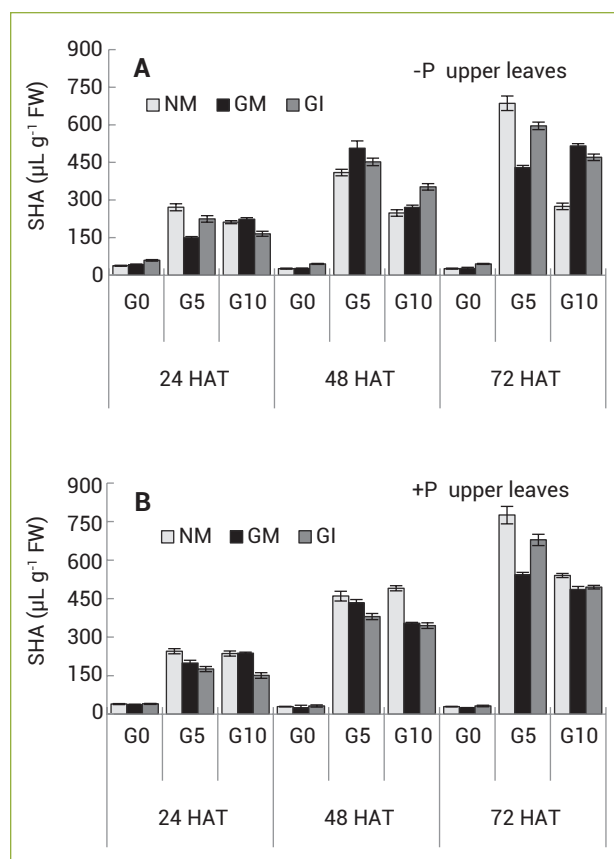 900
A
-P upper leaves
750
NM GM GI
600
450
300
150
0
SHA (µL g⁻¹ FW)
G0 G5 G10 G0 G5 G10 G0 G5 G10
24 HAT 48 HAT 72 HAT
900
B
+P upper leaves
750
NM GM GI
600
450
300
150
0
SHA (µL g⁻¹ FW)
G0 G5 G10 G0 G5 G10 G0 G5 G10
24 HAT 48 HAT 72 HAT